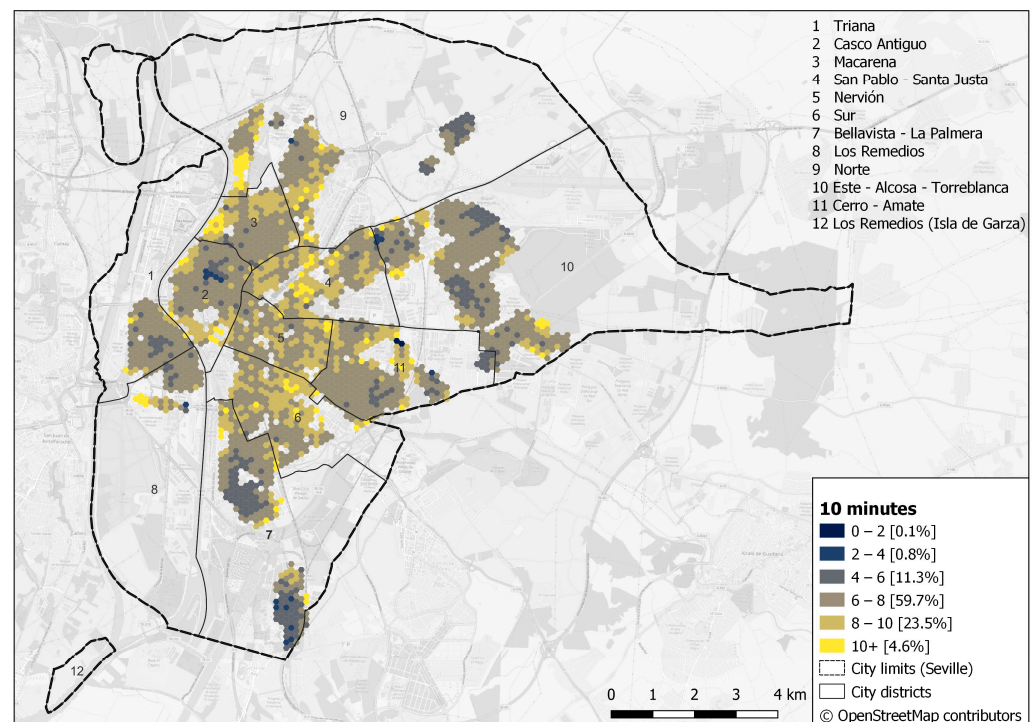 1 Triana
2 Casco Antiguo
3 Macarena
4 San Pablo - Santa Justa
5 Nervión
6 Sur
7 Bellavista - La Palmera
8 Los Remedios
9 Norte
10 Este - Alcosa - Torreblanca
11 Cerro - Amate
12 Los Remedios (Isla de Garza)
9
3
10
1
4
2
5
11
6
8
7
12
10 minutes
0 – 2 [0.1%]
2 – 4 [0.8%]
4 – 6 [11.3%]
6 – 8 [59.7%]
8 – 10 [23.5%]
10+ [4.6%]
City limits (Seville)
City districts
© OpenStreetMap contributors
0 1 2 3 4 km